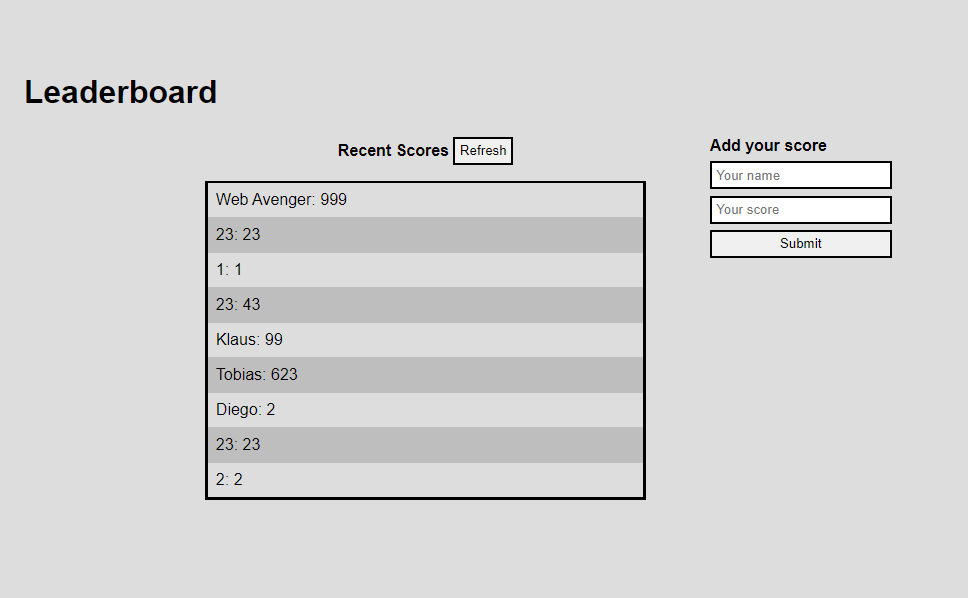 Leaderboard
Recent Scores Refresh
Web Avenger: 999
23: 23
1: 1
23: 43
Klaus: 99
Tobias: 623
Diego: 2
23: 23
2: 2
Add your score
Your name
Your score
Submit